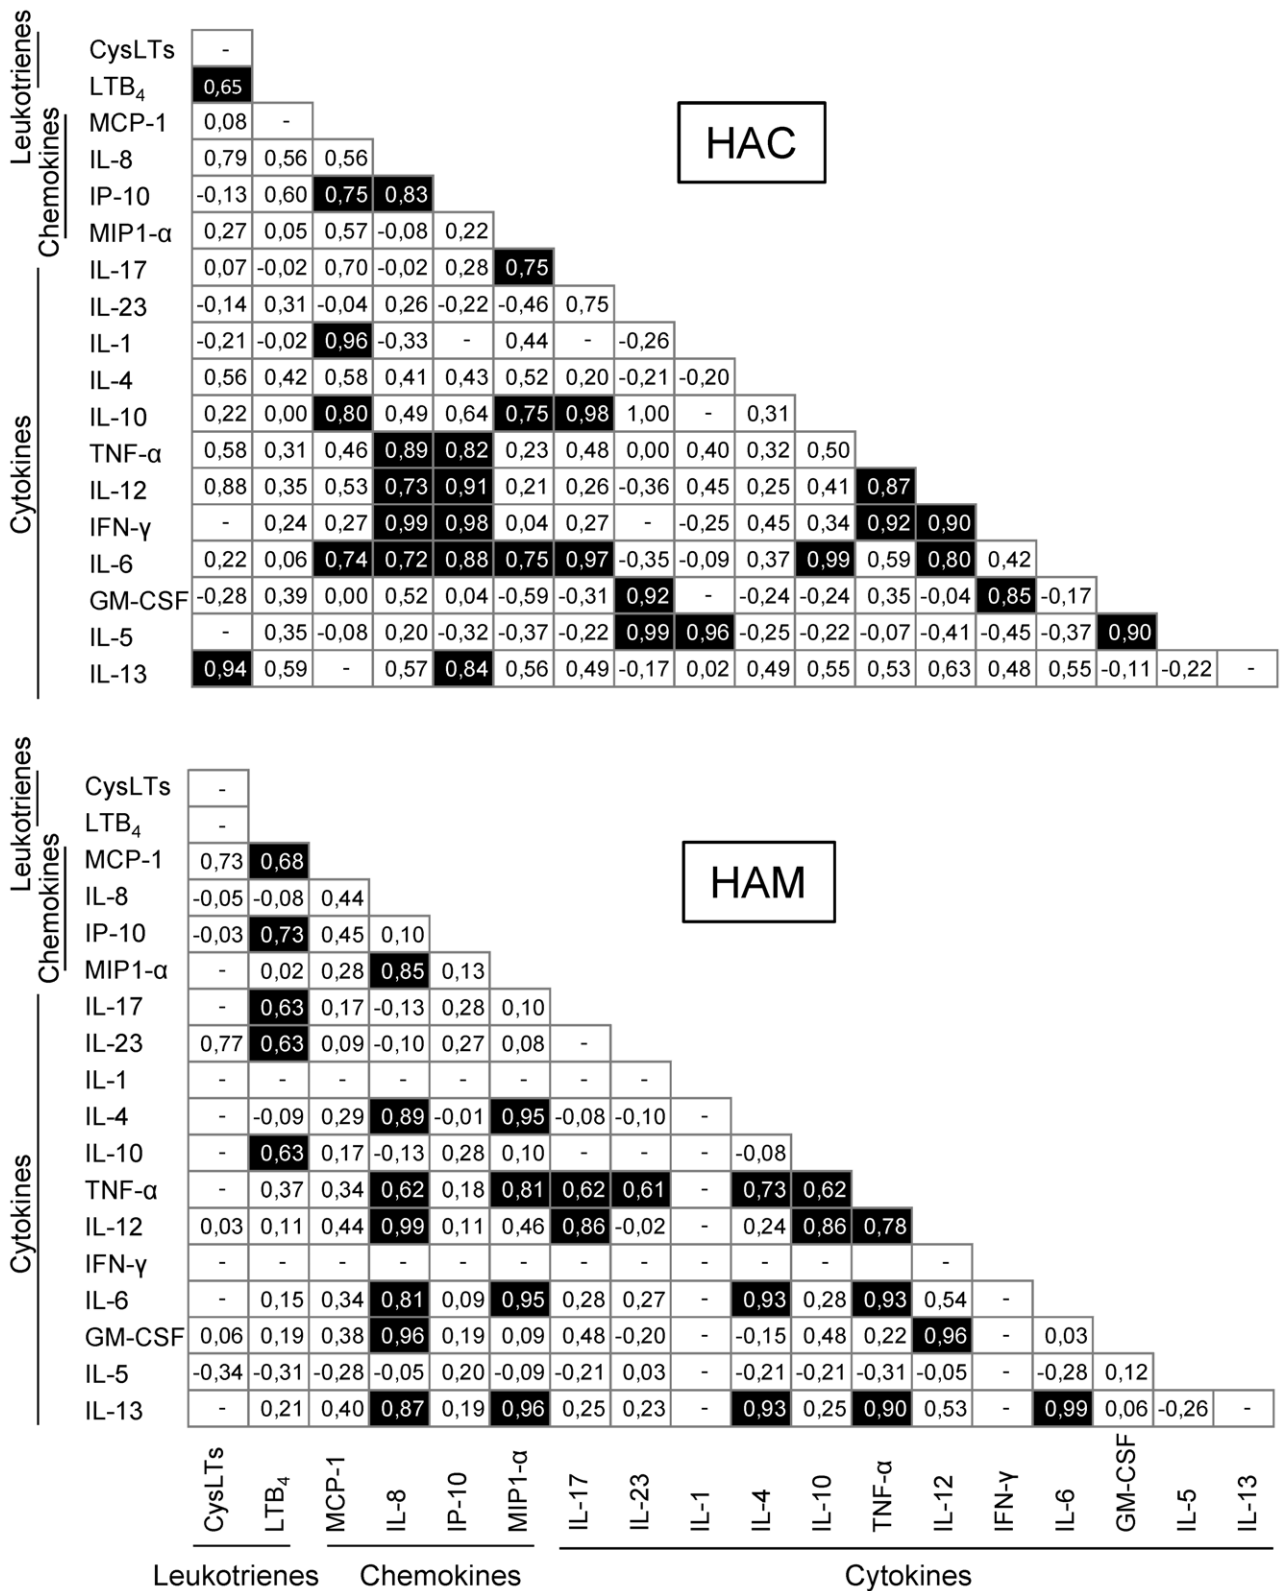 Leukotrienes
Chemokines
Cytokines
HAC
CysLTs -
LTB4 0,65
MCP-1 0,08 -
IL-8 0,79 0,56 0,56
IP-10 -0,13 0,60 0,75 0,83
MIP1-α 0,27 0,05 0,57 -0,08 0,22
IL-17 0,07 -0,02 0,70 -0,02 0,28 0,75
IL-23 -0,14 0,31 -0,04 0,26 -0,22 -0,46 0,75
IL-1 -0,21 -0,02 0,96 -0,33 - 0,44 - -0,26
IL-4 0,56 0,42 0,58 0,41 0,43 0,52 0,20 -0,21 -0,20
IL-10 0,22 0,00 0,80 0,49 0,64 0,75 0,98 1,00 - 0,31
TNF-α 0,58 0,31 0,46 0,89 0,82 0,23 0,48 0,00 0,40 0,32 0,50
IL-12 0,88 0,35 0,53 0,73 0,91 0,21 0,26 -0,36 0,45 0,25 0,41 0,87
IFN-γ - 0,24 0,27 0,99 0,98 0,04 0,27 - -0,25 0,45 0,34 0,92 0,90
IL-6 0,22 0,06 0,74 0,72 0,88 0,75 0,97 -0,35 -0,09 0,37 0,99 0,59 0,80 0,42
GM-CSF -0,28 0,39 0,00 0,52 0,04 -0,59 -0,31 0,92 - -0,24 -0,24 0,35 -0,04 0,85 -0,17
IL-5 - 0,35 -0,08 0,20 -0,32 -0,37 -0,22 0,99 0,96 -0,25 -0,22 -0,07 -0,41 -0,45 -0,37 0,90
IL-13 0,94 0,59 - 0,57 0,84 0,56 0,49 -0,17 0,02 0,49 0,55 0,53 0,63 0,48 0,55 -0,11 -0,22 -
Leukotrienes
Chemokines
Cytokines
HAM
CysLTs -
LTB4 -
MCP-1 0,73 0,68
IL-8 -0,05 -0,08 0,44
IP-10 -0,03 0,73 0,45 0,10
MIP1-α - 0,02 0,28 0,85 0,13
IL-17 - 0,63 0,17 -0,13 0,28 0,10
IL-23 0,77 0,63 0,09 -0,10 0,27 0,08 -
IL-1 - - - - - - - -
IL-4 - -0,09 0,29 0,89 -0,01 0,95 -0,08 -0,10 -
IL-10 - 0,63 0,17 -0,13 0,28 0,10 - - - -0,08
TNF-α - 0,37 0,34 0,62 0,18 0,81 0,62 0,61 - 0,73 0,62
IL-12 0,03 0,11 0,44 0,99 0,11 0,46 0,86 -0,02 - 0,24 0,86 0,78
IFN-γ - - - - - - - - - - - -
IL-6 - 0,15 0,34 0,81 0,09 0,95 0,28 0,27 - 0,93 0,28 0,93 0,54 -
GM-CSF 0,06 0,19 0,38 0,96 0,19 0,09 0,48 -0,20 - -0,15 0,48 0,22 0,96 - 0,03
IL-5 -0,34 -0,31 -0,28 -0,05 0,20 -0,09 -0,21 0,03 - -0,21 -0,21 -0,31 -0,05 - -0,28 0,12
IL-13 - 0,21 0,40 0,87 0,19 0,96 0,25 0,23 - 0,93 0,25 0,90 0,53 - 0,99 0,06 -0,26 -
CysLTs LTB4 MCP-1 IL-8 IP-10 MIP1-α IL-17 IL-23 IL-1 IL-4 IL-10 TNF-α IL-12 IFN-γ IL-6 GM-CSF IL-5 IL-13
Leukotrienes Chemokines Cytokines